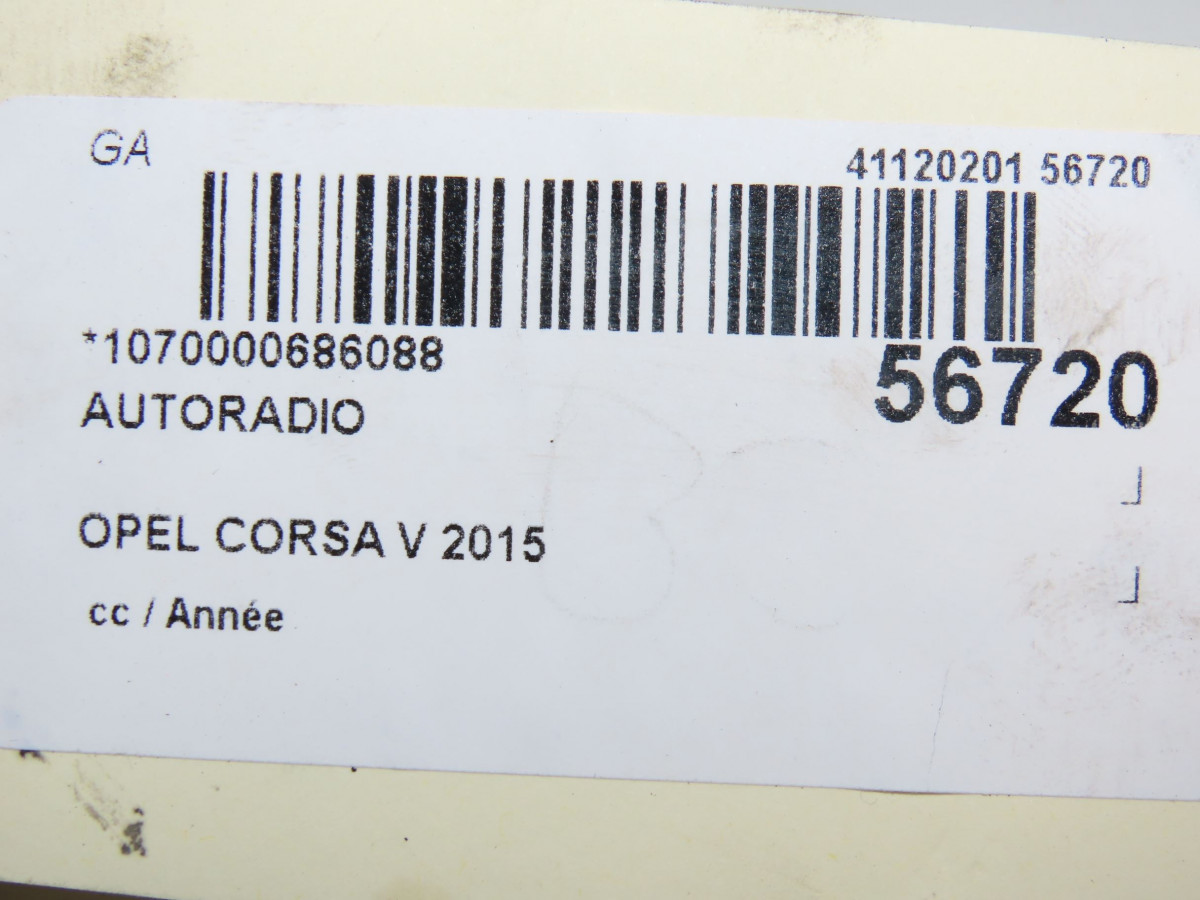 GA
41120201 56720
*1070000686088
56720
AUTORADIO
OPEL CORSA V 2015
cc / Année